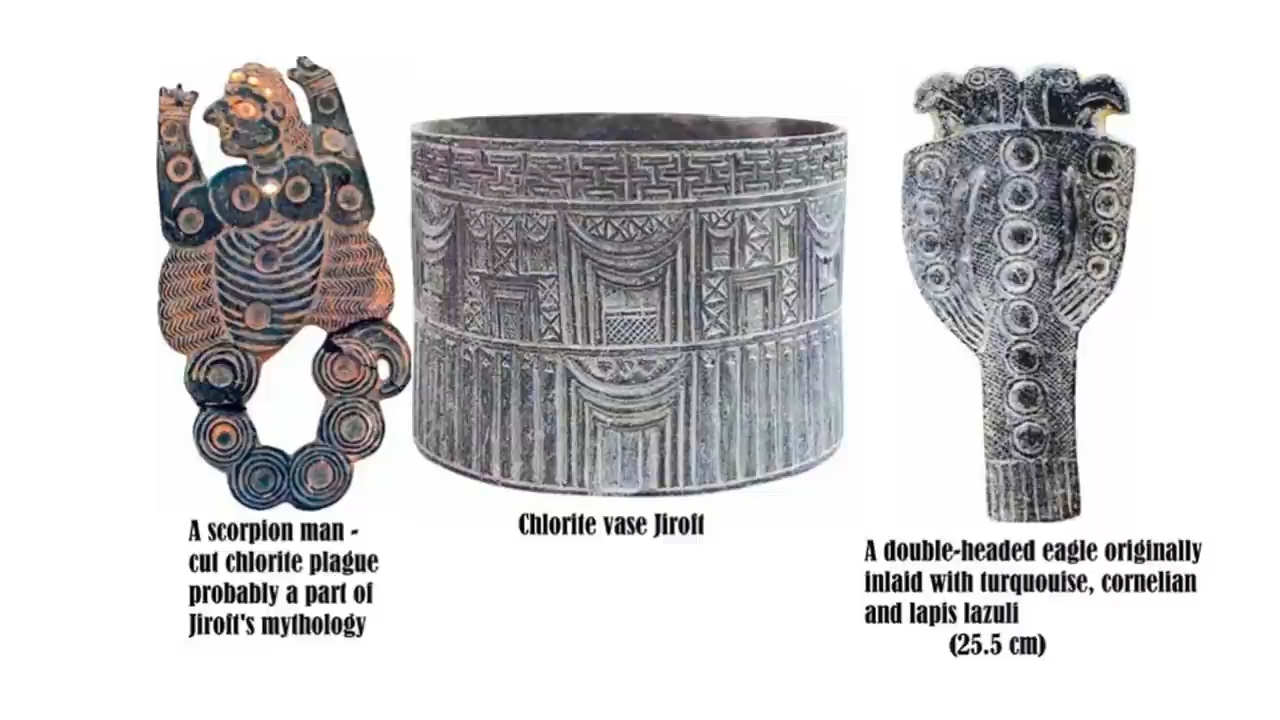 A scorpion man -
cut chlorite plague
probably a part of
Jiroft's mythology
Chlorite vase Jiroft
A double-headed eagle originally
inlaid with turquouise, cornelian
and lapis lazuli
(25.5 cm)